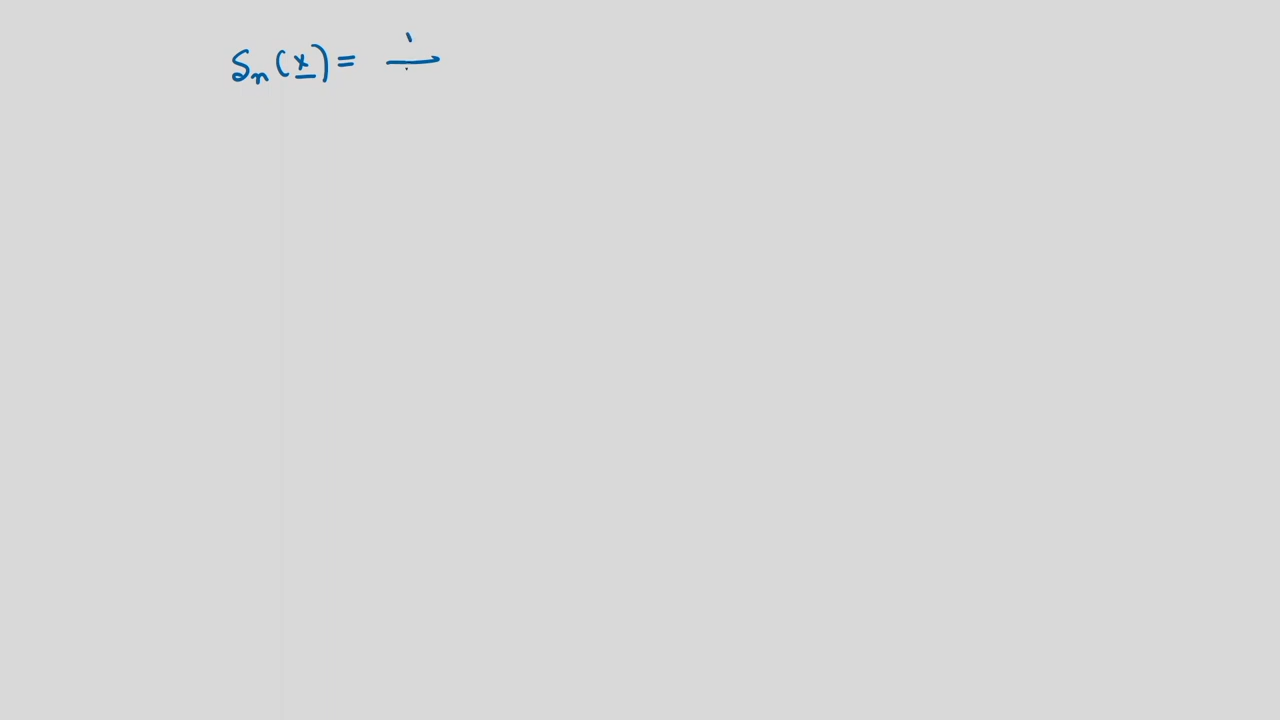 Sₙ(x̲) =